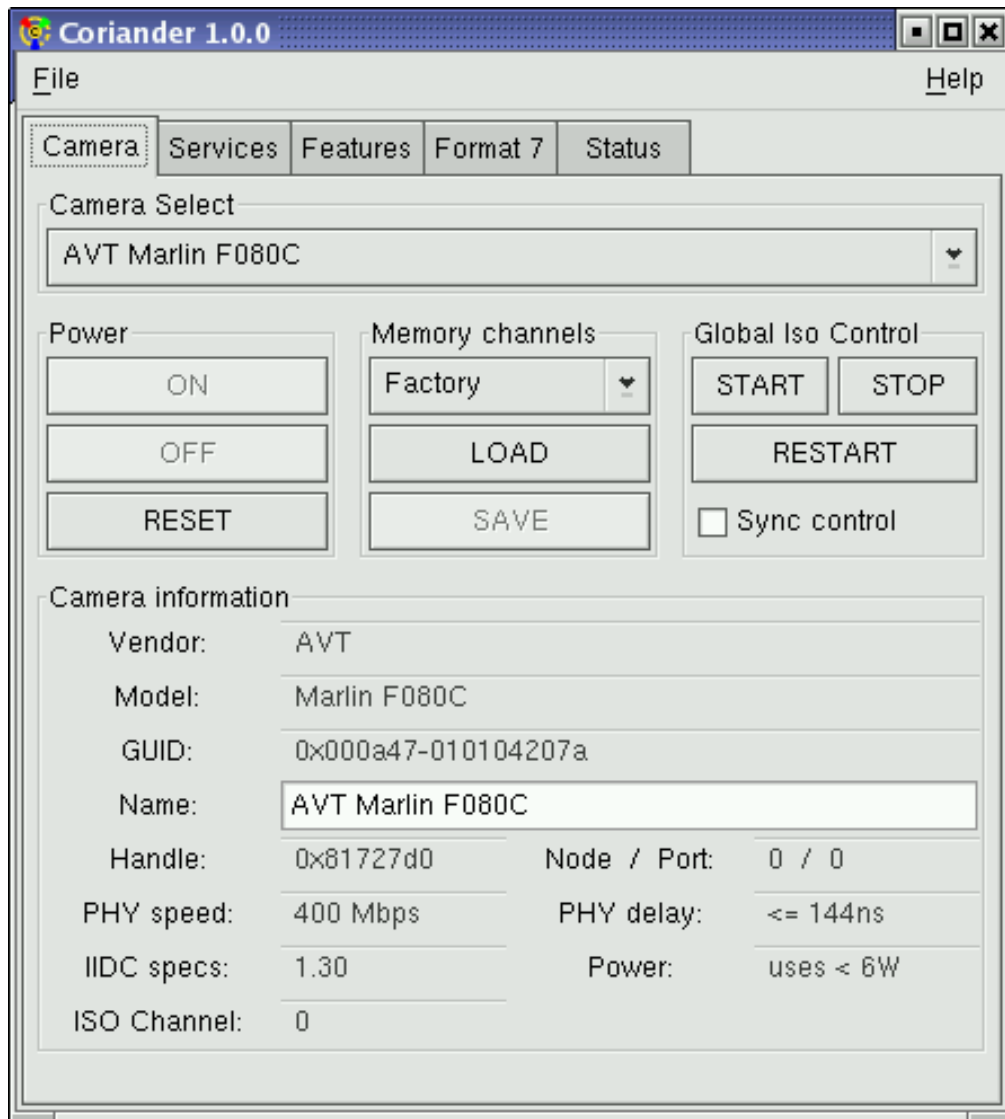 Coriander 1.0.0
File Help
Camera Services Features Format 7 Status
Camera Select
AVT Marlin F080C
Power Memory channels Global Iso Control
ON Factory START STOP
OFF LOAD RESTART
RESET SAVE Sync control
Camera information
Vendor: AVT
Model: Marlin F080C
GUID: 0x000a47-010104207a
Name: AVT Marlin F080C
Handle: 0x81727d0 Node / Port: 0 / 0
PHY speed: 400 Mbps PHY delay: <= 144ns
IIDC specs: 1.30 Power: uses < 6W
ISO Channel: 0